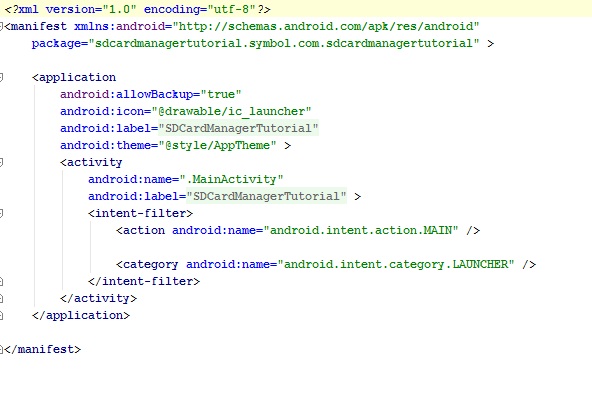 <?xml version="1.0" encoding="utf-8"?>
<manifest xmlns:android="http://schemas.android.com/apk/res/android"
    package="sdcardmanagertutorial.symbol.com.sdcardmanagertutorial" >
    <application
        android:allowBackup="true"
        android:icon="@drawable/ic_launcher"
        android:label="SDCardManagerTutorial"
        android:theme="@style/AppTheme" >
        <activity
            android:name=".MainActivity"
            android:label="SDCardManagerTutorial" >
            <intent-filter>
                <action android:name="android.intent.action.MAIN" />
                <category android:name="android.intent.category.LAUNCHER" />
            </intent-filter>
        </activity>
    </application>
</manifest>